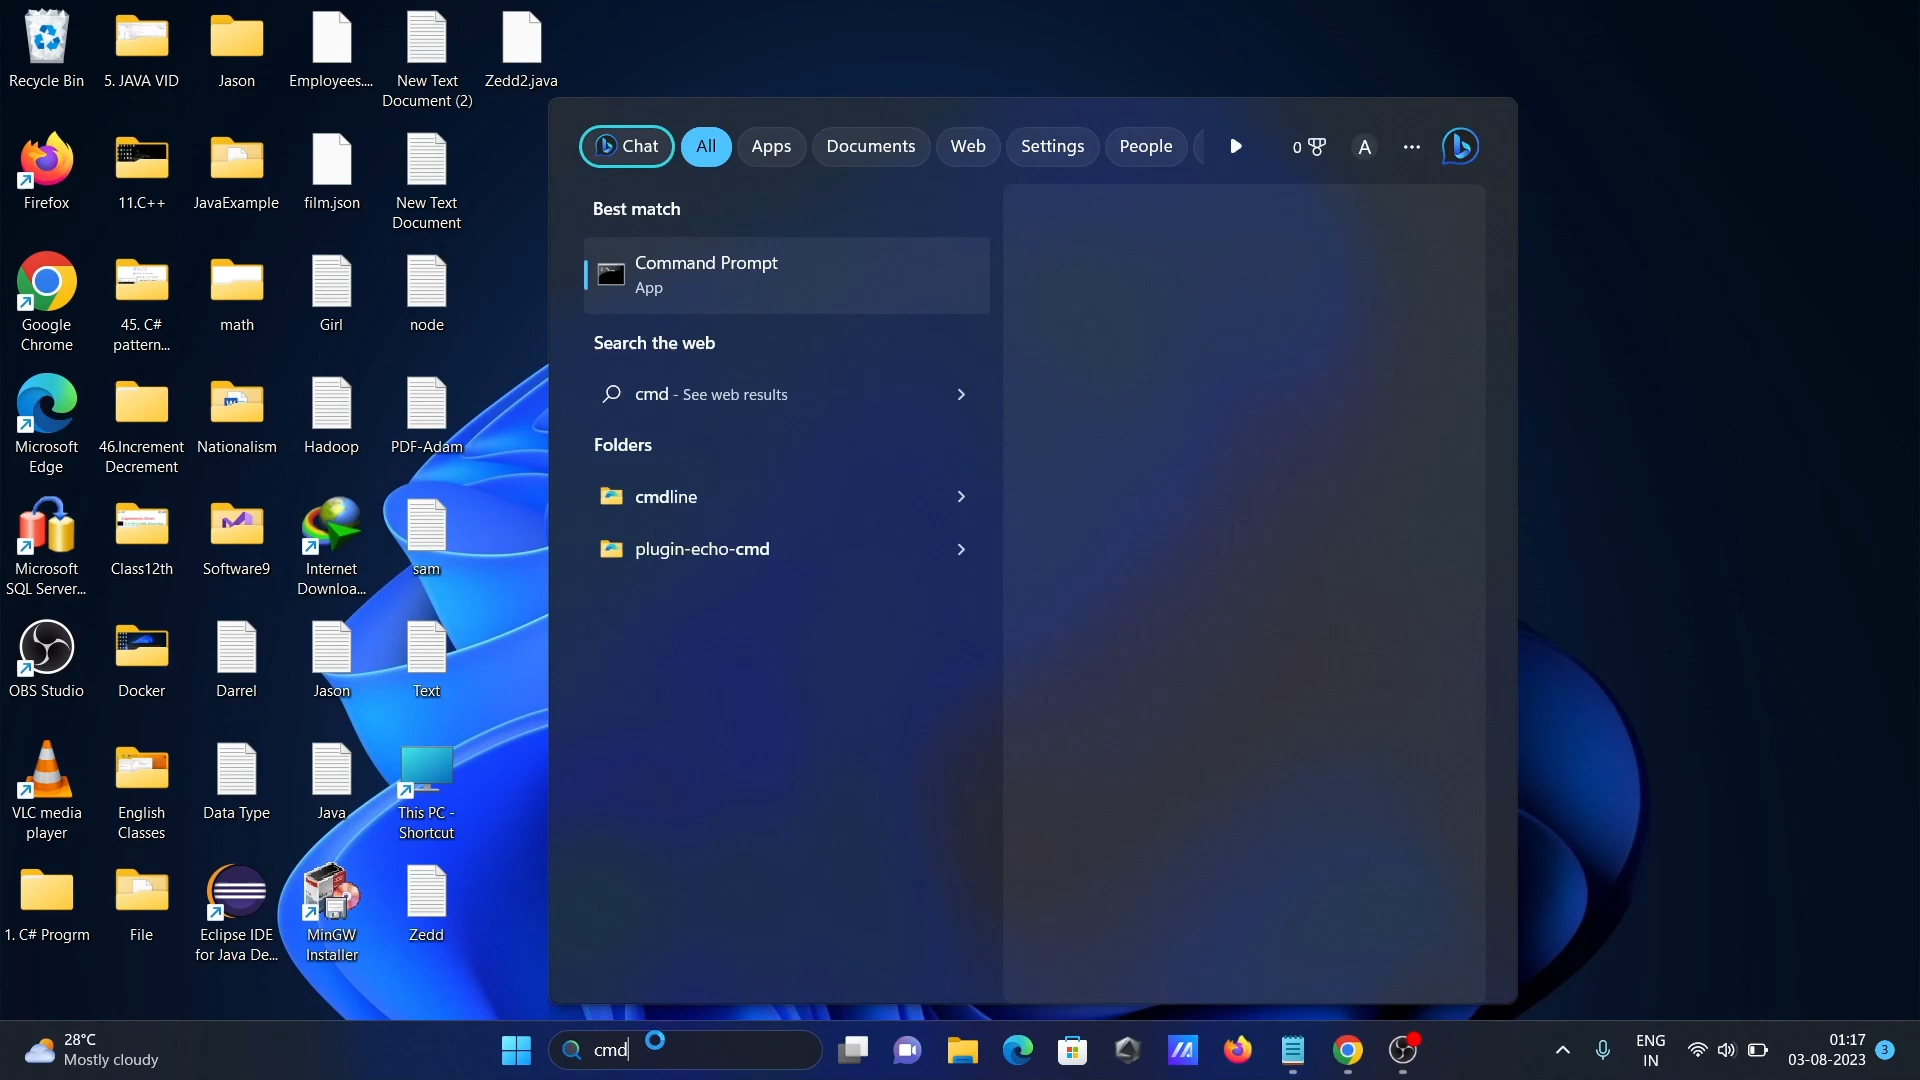 Recycle Bin
5. JAVA VID
Jason
Employees....
New Text
Document (2)
Zedd2.java
Firefox
11.C++
JavaExample
film.json
New Text
Document
Google
Chrome
45. C#
pattern...
math
Girl
node
Microsoft
Edge
46.Increment
Decrement
Nationalism
Hadoop
PDF-Adam
Microsoft
SQL Server...
Class12th
Software9
Internet
Downloa...
sam
OBS Studio
Docker
Darrel
Jason
Text
VLC media
player
English
Classes
Data Type
Java
This PC -
Shortcut
1. C# Progrm
File
Eclipse IDE
for Java De...
MinGW
Installer
Zedd
Chat
All
Apps
Documents
Web
Settings
People
0
A
Best match
Command Prompt
App
Search the web
cmd - See web results
Folders
cmdline
plugin-echo-cmd
28°C
Mostly cloudy
cmd
ENG
IN
01:17
03-08-2023
3